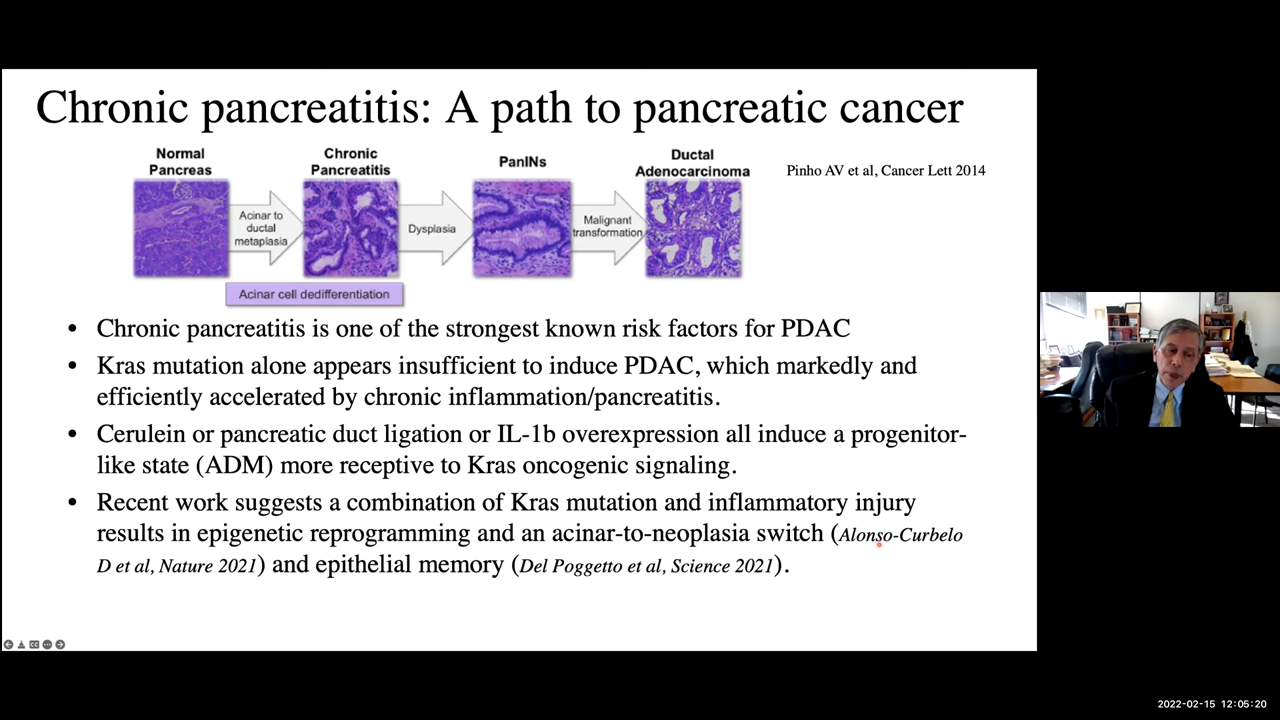 Chronic pancreatitis: A path to pancreatic cancer
Normal
Pancreas
Chronic
Pancreatitis
PanINs
Ductal
Adenocarcinoma
Pinho AV et al, Cancer Lett 2014
Acinar to
ductal
metaplasia
Dysplasia
Malignant
transformation
Acinar cell dedifferentiation
• Chronic pancreatitis is one of the strongest known risk factors for PDAC
• Kras mutation alone appears insufficient to induce PDAC, which markedly and
efficiently accelerated by chronic inflammation/pancreatitis.
• Cerulein or pancreatic duct ligation or IL-1b overexpression all induce a progenitor-
like state (ADM) more receptive to Kras oncogenic signaling.
• Recent work suggests a combination of Kras mutation and inflammatory injury
results in epigenetic reprogramming and an acinar-to-neoplasia switch (Alonso-Curbelo
D et al, Nature 2021) and epithelial memory (Del Poggetto et al, Science 2021).
2022-02-15 12:05:20